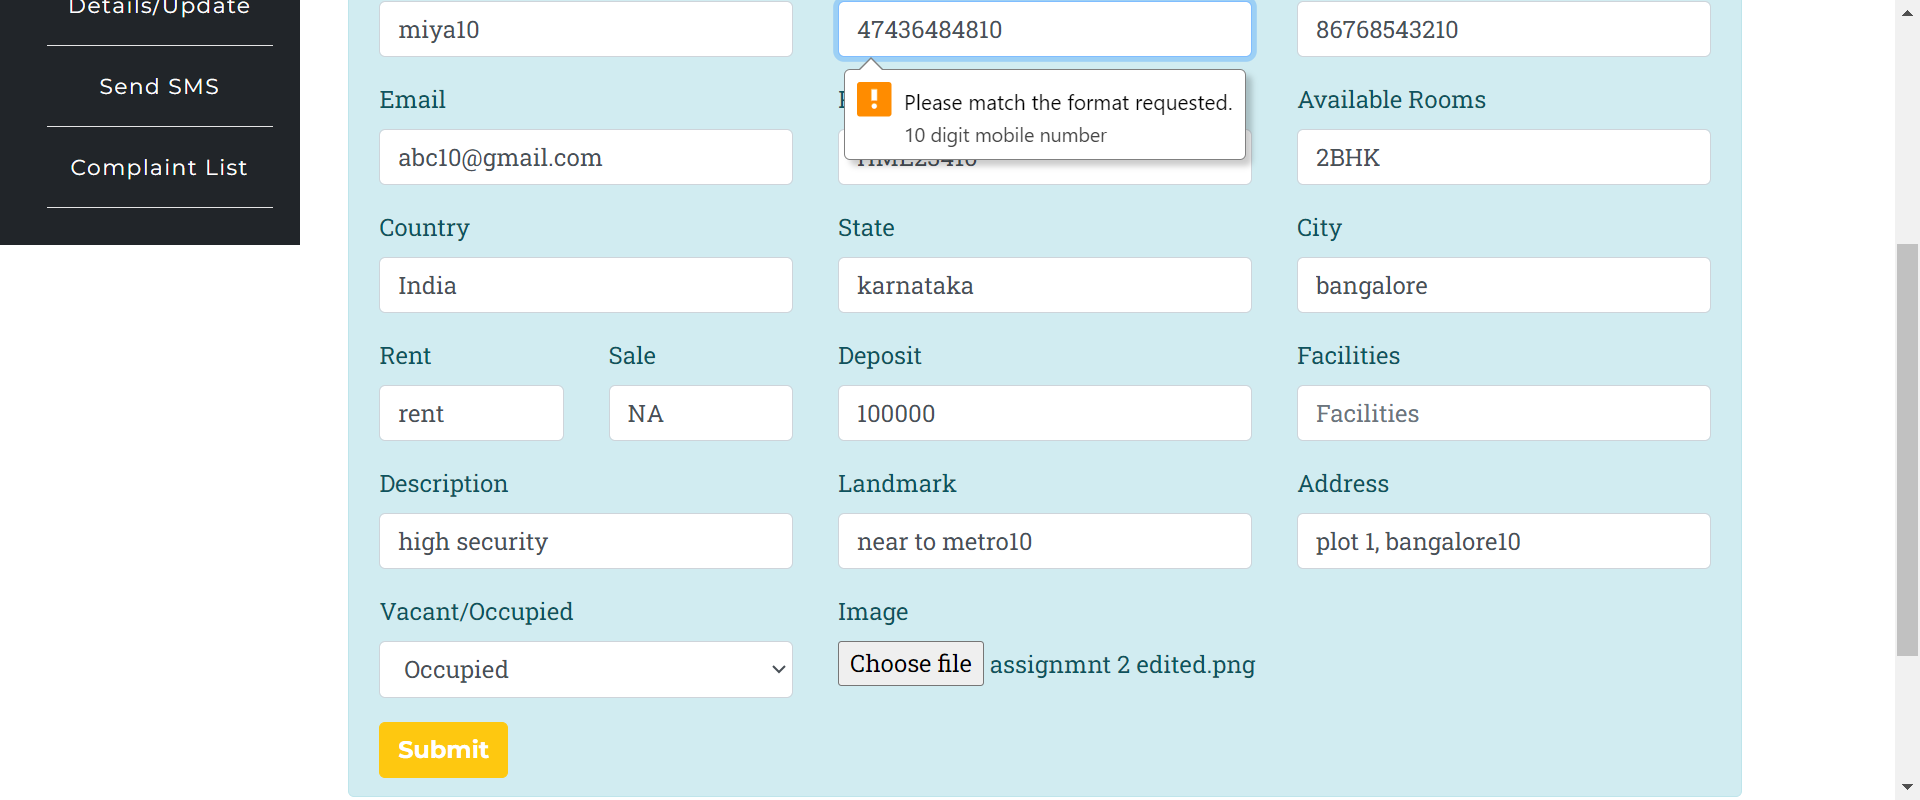 Details/Update
Send SMS
Complaint List
miya10
47436484810
86768543210
Please match the format requested.
10 digit mobile number
Email
Available Rooms
abc10@gmail.com
2BHK
Country
State
City
India
karnataka
bangalore
Rent
Sale
Deposit
Facilities
rent
NA
100000
Facilities
Description
Landmark
Address
high security
near to metro10
plot 1, bangalore10
Vacant/Occupied
Image
Occupied
Choose file
assignmnt 2 edited.png
Submit